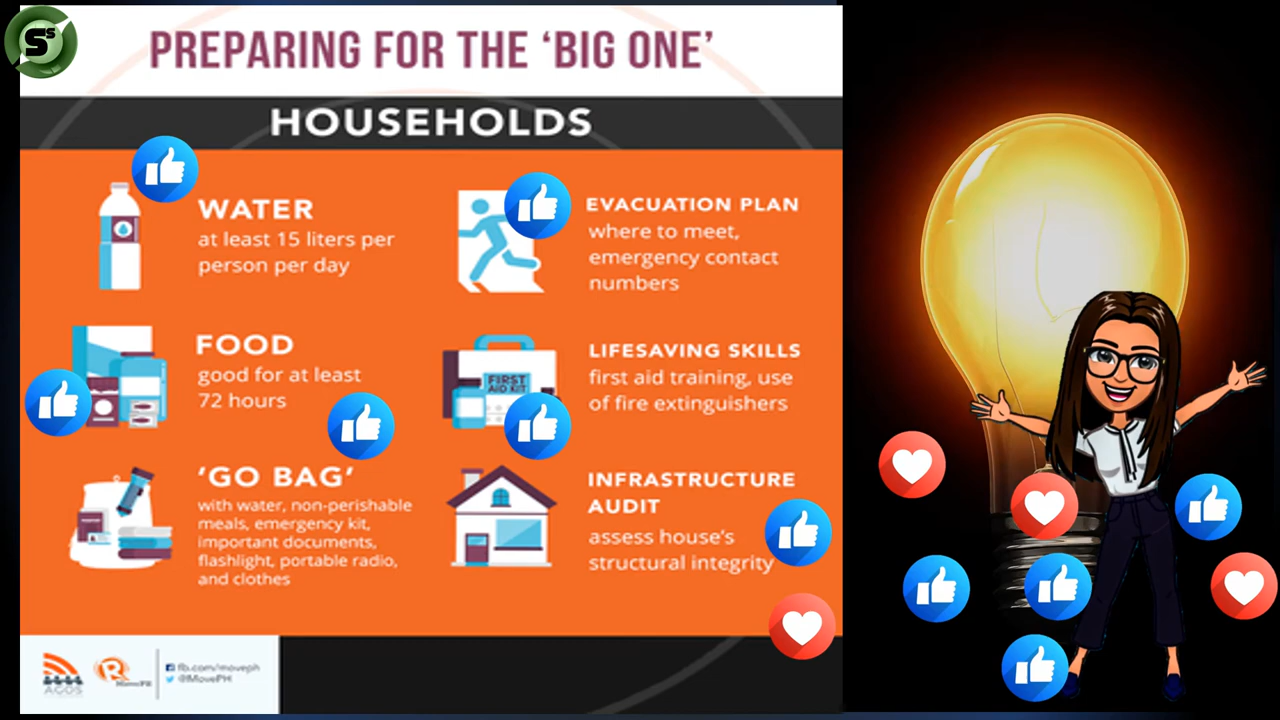 Ss
PREPARING FOR THE ‘BIG ONE’
HOUSEHOLDS
WATER
at least 15 liters per
person per day
FOOD
good for at least
72 hours
‘GO BAG’
with water, non-perishable
meals, emergency kit,
important documents,
flashlight, portable radio,
and clothes
EVACUATION PLAN
where to meet,
emergency contact
numbers
FIRST
AID KIT
LIFESAVING SKILLS
first aid training, use
of fire extinguishers
INFRASTRUCTURE
AUDIT
assess house's
structural integrity
AGOS
R
MovePH
fb.com/moveph
@MovePH